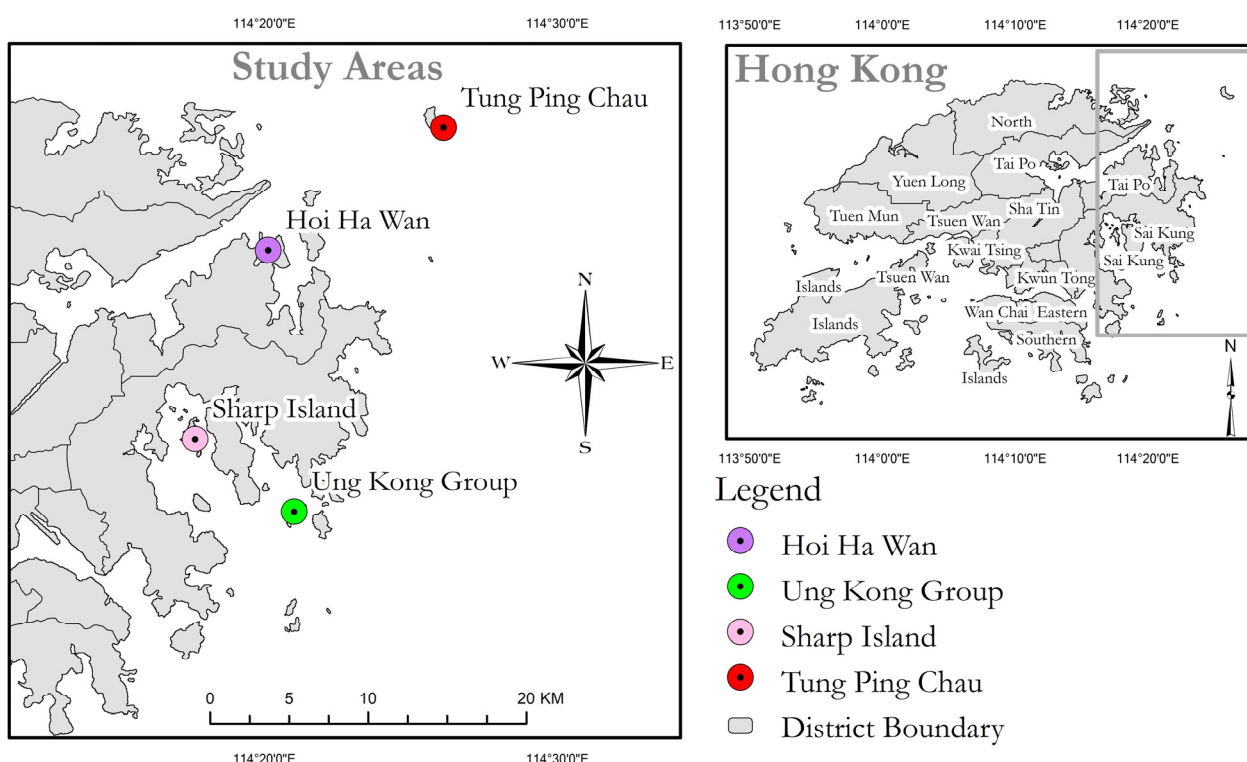 114°20'0"E
114°30'0"E
Study Areas
Tung Ping Chau
Hoi Ha Wan
Sharp Island
Ung Kong Group
N
W
E
S
0 5 10 20 KM
114°20'0"E
114°30'0"E
113°50'0"E
114°0'0"E
114°10'0"E
114°20'0"E
Hong Kong
North
Tai Po
Tai Po
Yuen Long
Tuen Mun
Tsuen Wan
Sha Tin
Sai Kung
Kwai Tsing
Sai Kung
Tsuen Wan
Kwun Tong
Islands
Wan Chai
Eastern
Islands
Southern
Islands
N
113°50'0"E
114°0'0"E
114°10'0"E
114°20'0"E
Legend
Hoi Ha Wan
Ung Kong Group
Sharp Island
Tung Ping Chau
District Boundary